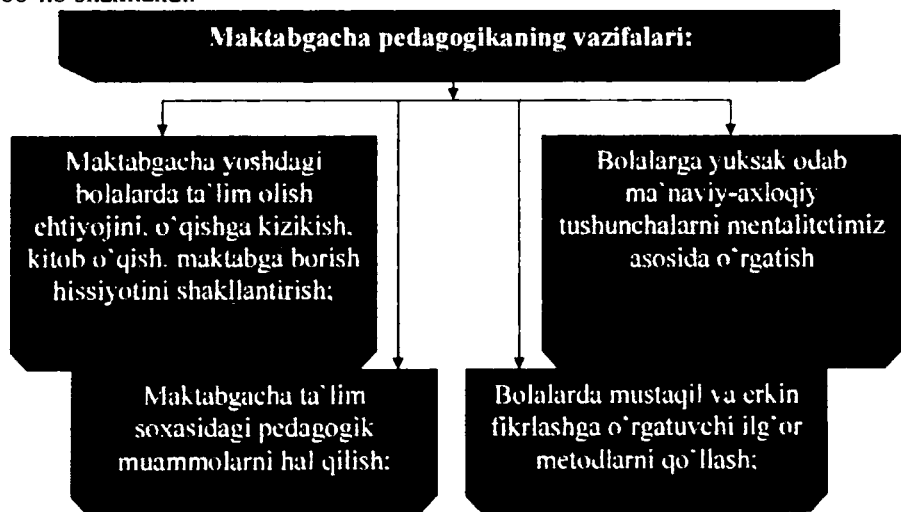 Maktabgacha pedagogikaning vazifalari:
Maktabgacha yoshdagi
bolalarda ta`lim olish
ehtiyojini, o`qishga kizikish,
kitob o`qish, maktabga borish
hissiyotini shakllantirish;
Bolalarga yuksak odab
ma`naviy-axloqiy
tushunchalarni mentalitetimiz
asosida o`rgatish
Maktabgacha ta`lim
soxasidagi pedagogik
muammolarni hal qilish;
Bolalarda mustaqil va erkin
fikrlashga o`rgatuvchi ilg`or
metodlarni qo`llash;